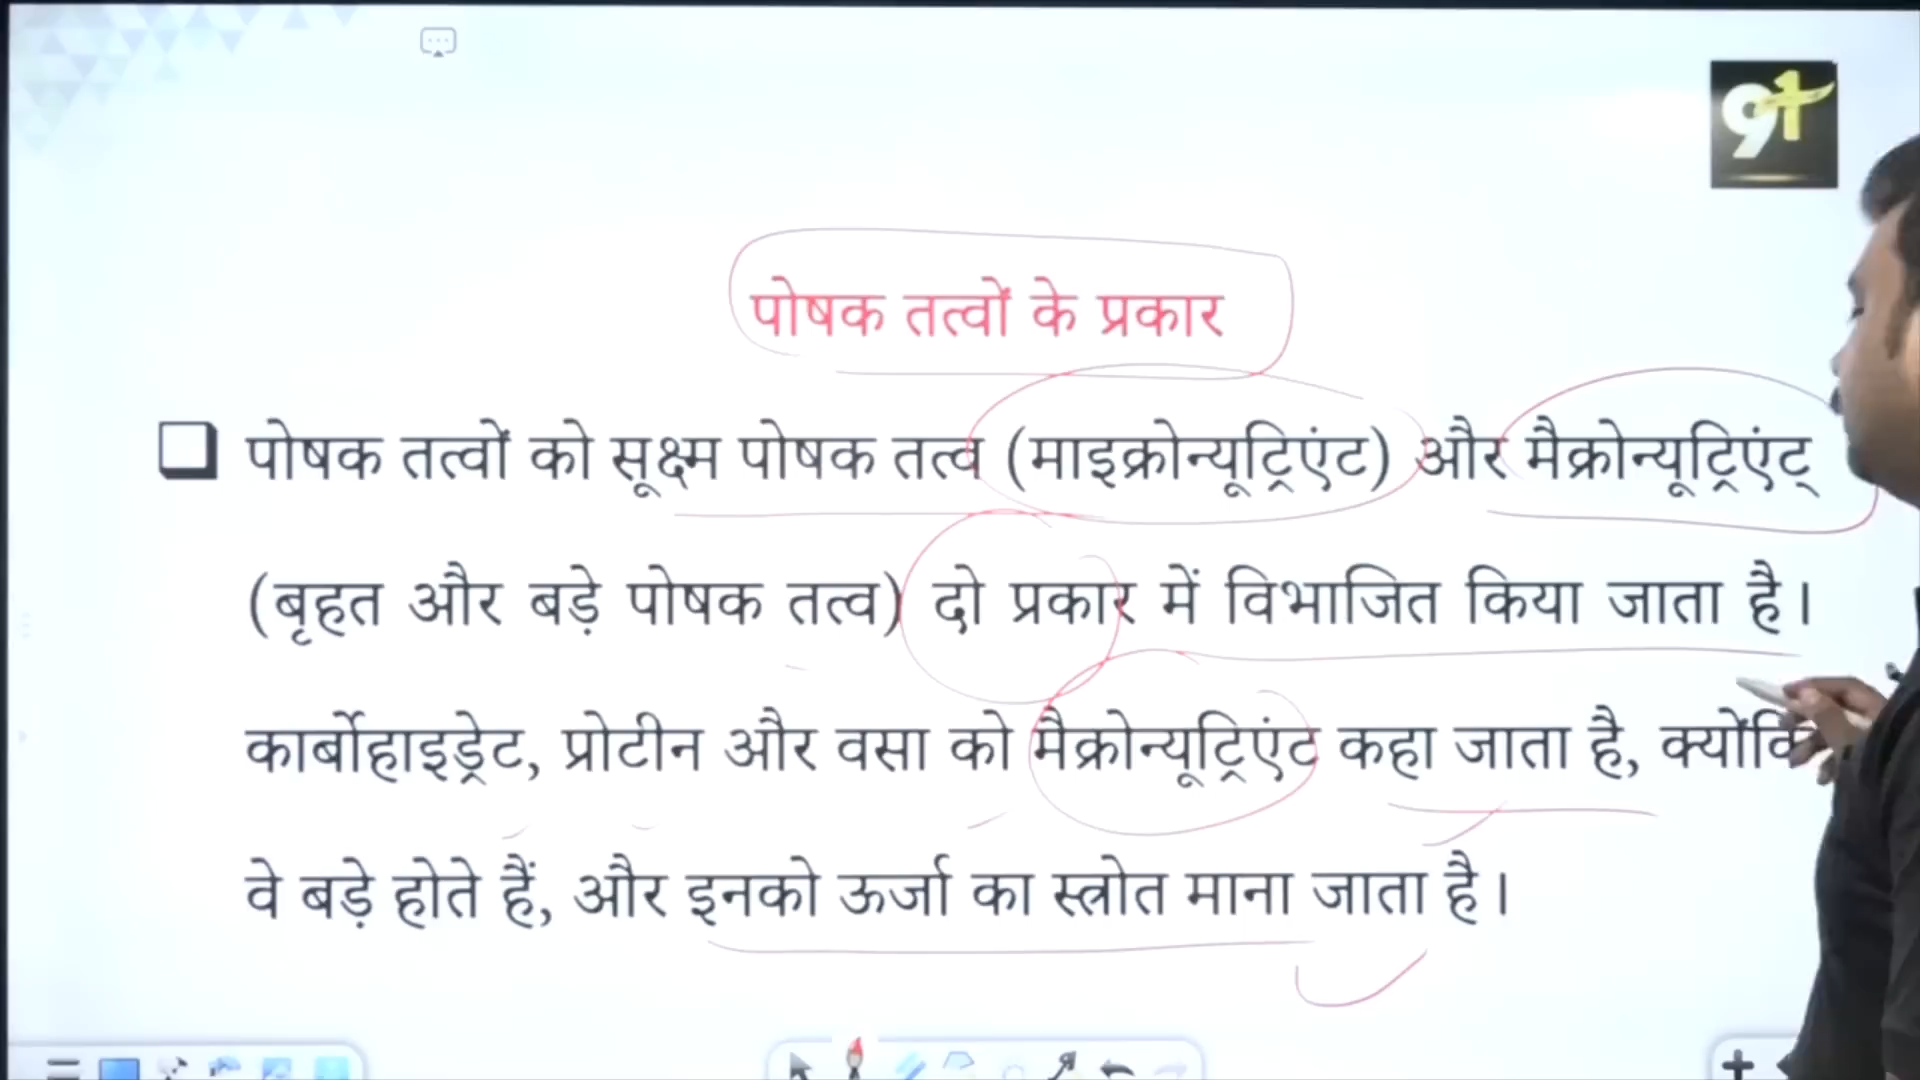 91
पोषक तत्वों के प्रकार
पोषक तत्वों को सूक्ष्म पोषक तत्व (माइक्रोन्यूट्रिएंट) और मैक्रोन्यूट्रिएंट्
(बृहत और बड़े पोषक तत्व) दो प्रकार में विभाजित किया जाता है।
कार्बोहाइड्रेट, प्रोटीन और वसा को मैक्रोन्यूट्रिएंट कहा जाता है, क्योंकि
वे बड़े होते हैं, और इनको ऊर्जा का स्त्रोत माना जाता है।